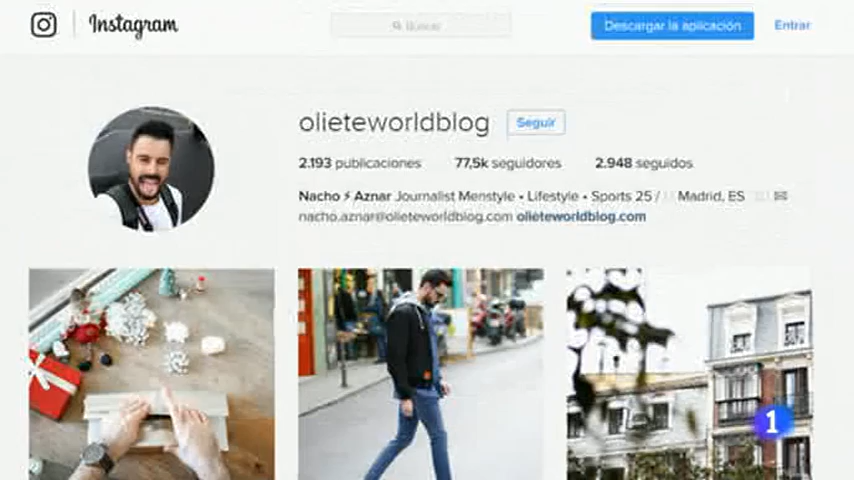 Instagram
Buscar
Descargar la aplicación
Entrar
olieteworldblog
Seguir
2.193 publicaciones 77,5k seguidores 2.948 seguidos
Nacho ⚡ Aznar Journalist Menstyle • Lifestyle • Sports 25 / Madrid, ES
nacho.aznar@olieteworldblog.com olieteworldblog.com
1